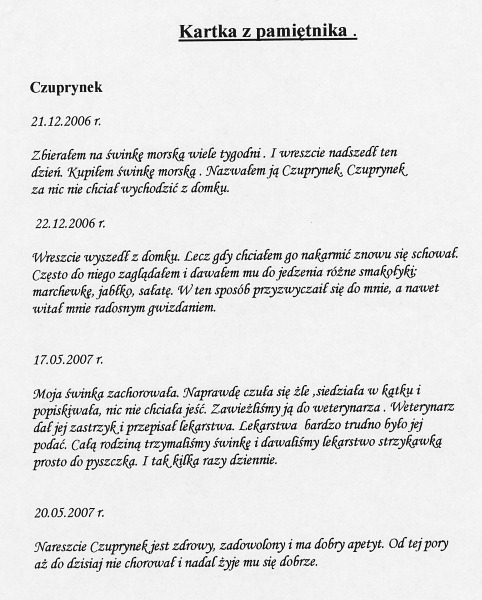 Kartka z pamiętnika .
Czuprynek
21.12.2006 r.
Zbierałem na świnkę morską wiele tygodni . I wreszcie nadszedł ten
dzień. Kupiłem świnkę morską . Nazwałem ją Czuprynek. Czuprynek
za nic nie chciał wychodzić z domku.
22.12.2006 r.
Wreszcie wyszedł z domku. Lecz gdy chciałem go nakarmić znowu się schował.
Często do niego zaglądałem i dawałem mu do jedzenia różne smakołyki;
marchewkę, jabłko, sałatę. W ten sposób przyzwyczaił się do mnie, a nawet
witał mnie radosnym gwizdaniem.
17.05.2007 r.
Moja świnka zachorowała. Naprawdę czuła się żle ,siedziała w kątku i
popiskiwała, nic nie chciała jeść. Zawieźliśmy ją do weterynarza . Weterynarz
dał jej zastrzyk i przepisał lekarstwa. Lekarstwa bardzo trudno było jej
podać. Całą rodziną trzymaliśmy świnkę i dawaliśmy lekarstwo strzykawką
prosto do pyszczka. I tak kilka razy dziennie.
20.05.2007 r.
Nareszcie Czuprynek jest zdrowy, zadowolony i ma dobry apetyt. Od tej pory
aż do dzisiaj nie chorował i nadal żyje mu się dobrze.